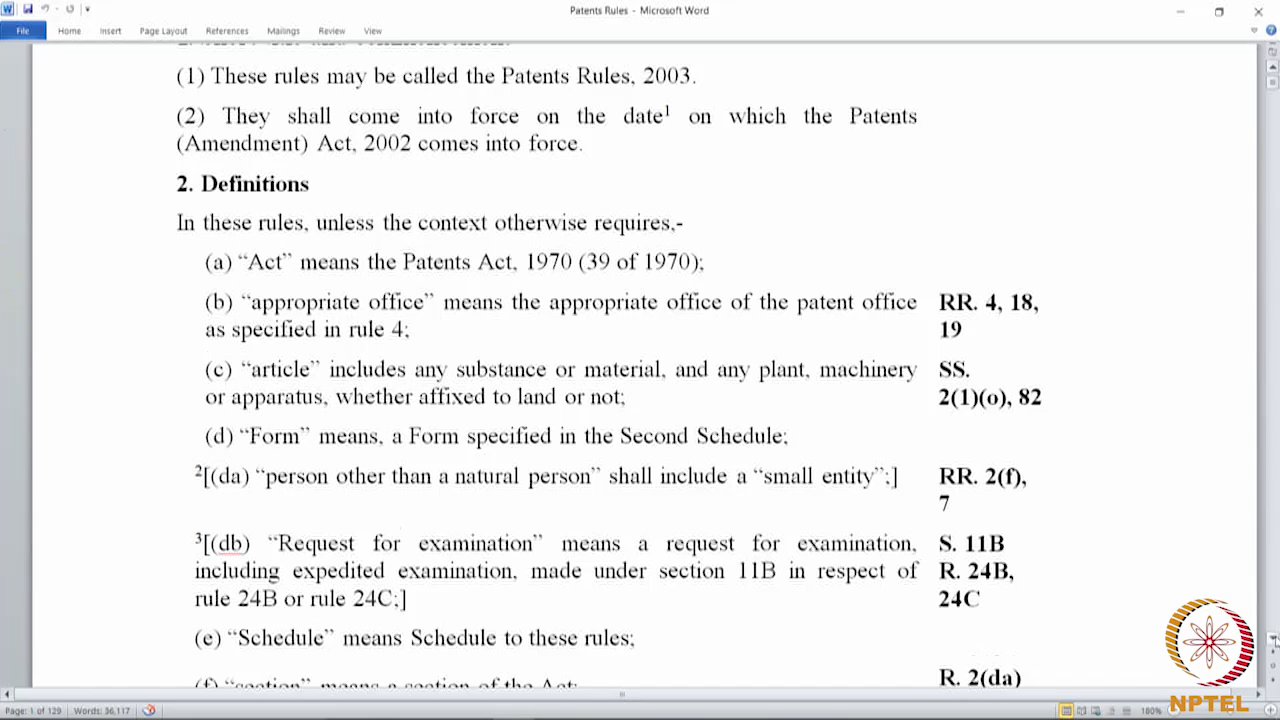 Patents Rules - Microsoft Word
File Home Insert Page Layout References Mailings Review View
(1) These rules may be called the Patents Rules, 2003.
(2) They shall come into force on the date¹ on which the Patents
(Amendment) Act, 2002 comes into force.
2. Definitions
In these rules, unless the context otherwise requires,-
(a) “Act” means the Patents Act, 1970 (39 of 1970);
(b) “appropriate office” means the appropriate office of the patent office RR. 4, 18,
as specified in rule 4; 19
(c) “article” includes any substance or material, and any plant, machinery SS.
or apparatus, whether affixed to land or not; 2(1)(o), 82
(d) “Form” means, a Form specified in the Second Schedule;
²[(da) “person other than a natural person” shall include a “small entity”;] RR. 2(f),
7
³[(db) “Request for examination” means a request for examination, S. 11B
including expedited examination, made under section 11B in respect of R. 24B,
rule 24B or rule 24C;] 24C
(e) “Schedule” means Schedule to these rules;
(f) “section” means a section of the Act;
R. 2(da)
NPTEL
Page: 1 of 129 Words: 36,117 180%